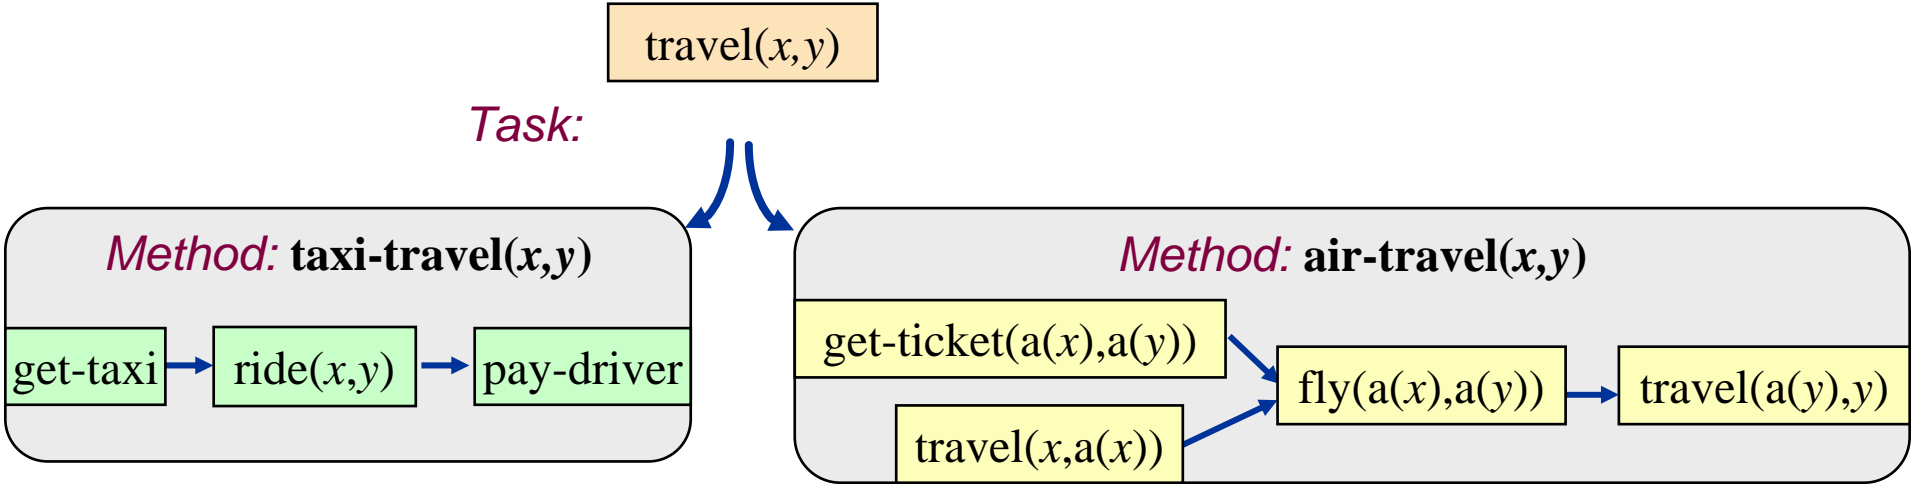 travel(x,y)
Task:
Method: taxi-travel(x,y)
get-taxi
ride(x,y)
pay-driver
Method: air-travel(x,y)
get-ticket(a(x),a(y))
travel(x,a(x))
fly(a(x),a(y))
travel(a(y),y)